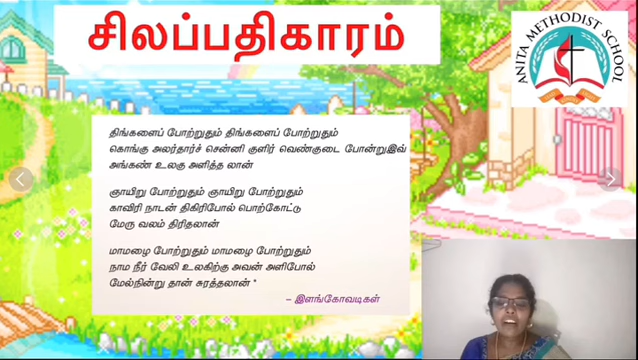 சிலப்பதிகாரம்
ANITA METHODIST SCHOOL
திங்களைப் போற்றுதும் திங்களைப் போற்றுதும்
கொங்கு அலர்தார்ச் சென்னி குளிர் வெண்குடை போன்றுஇவ்
அங்கண் உலகு அளித்த லான்
ஞாயிறு போற்றுதும் ஞாயிறு போற்றுதும்
காவிரி நாடன் திகிரிபோல் பொற்கோட்டு
மேரு வலம் திரிதலான்
மாமழை போற்றுதும் மாமழை போற்றுதும்
நாம நீர் வேலி உலகிற்கு அவன் அளிபோல்
மேல்நின்று தான் சுரத்தலான் *
– இளங்கோவடிகள்